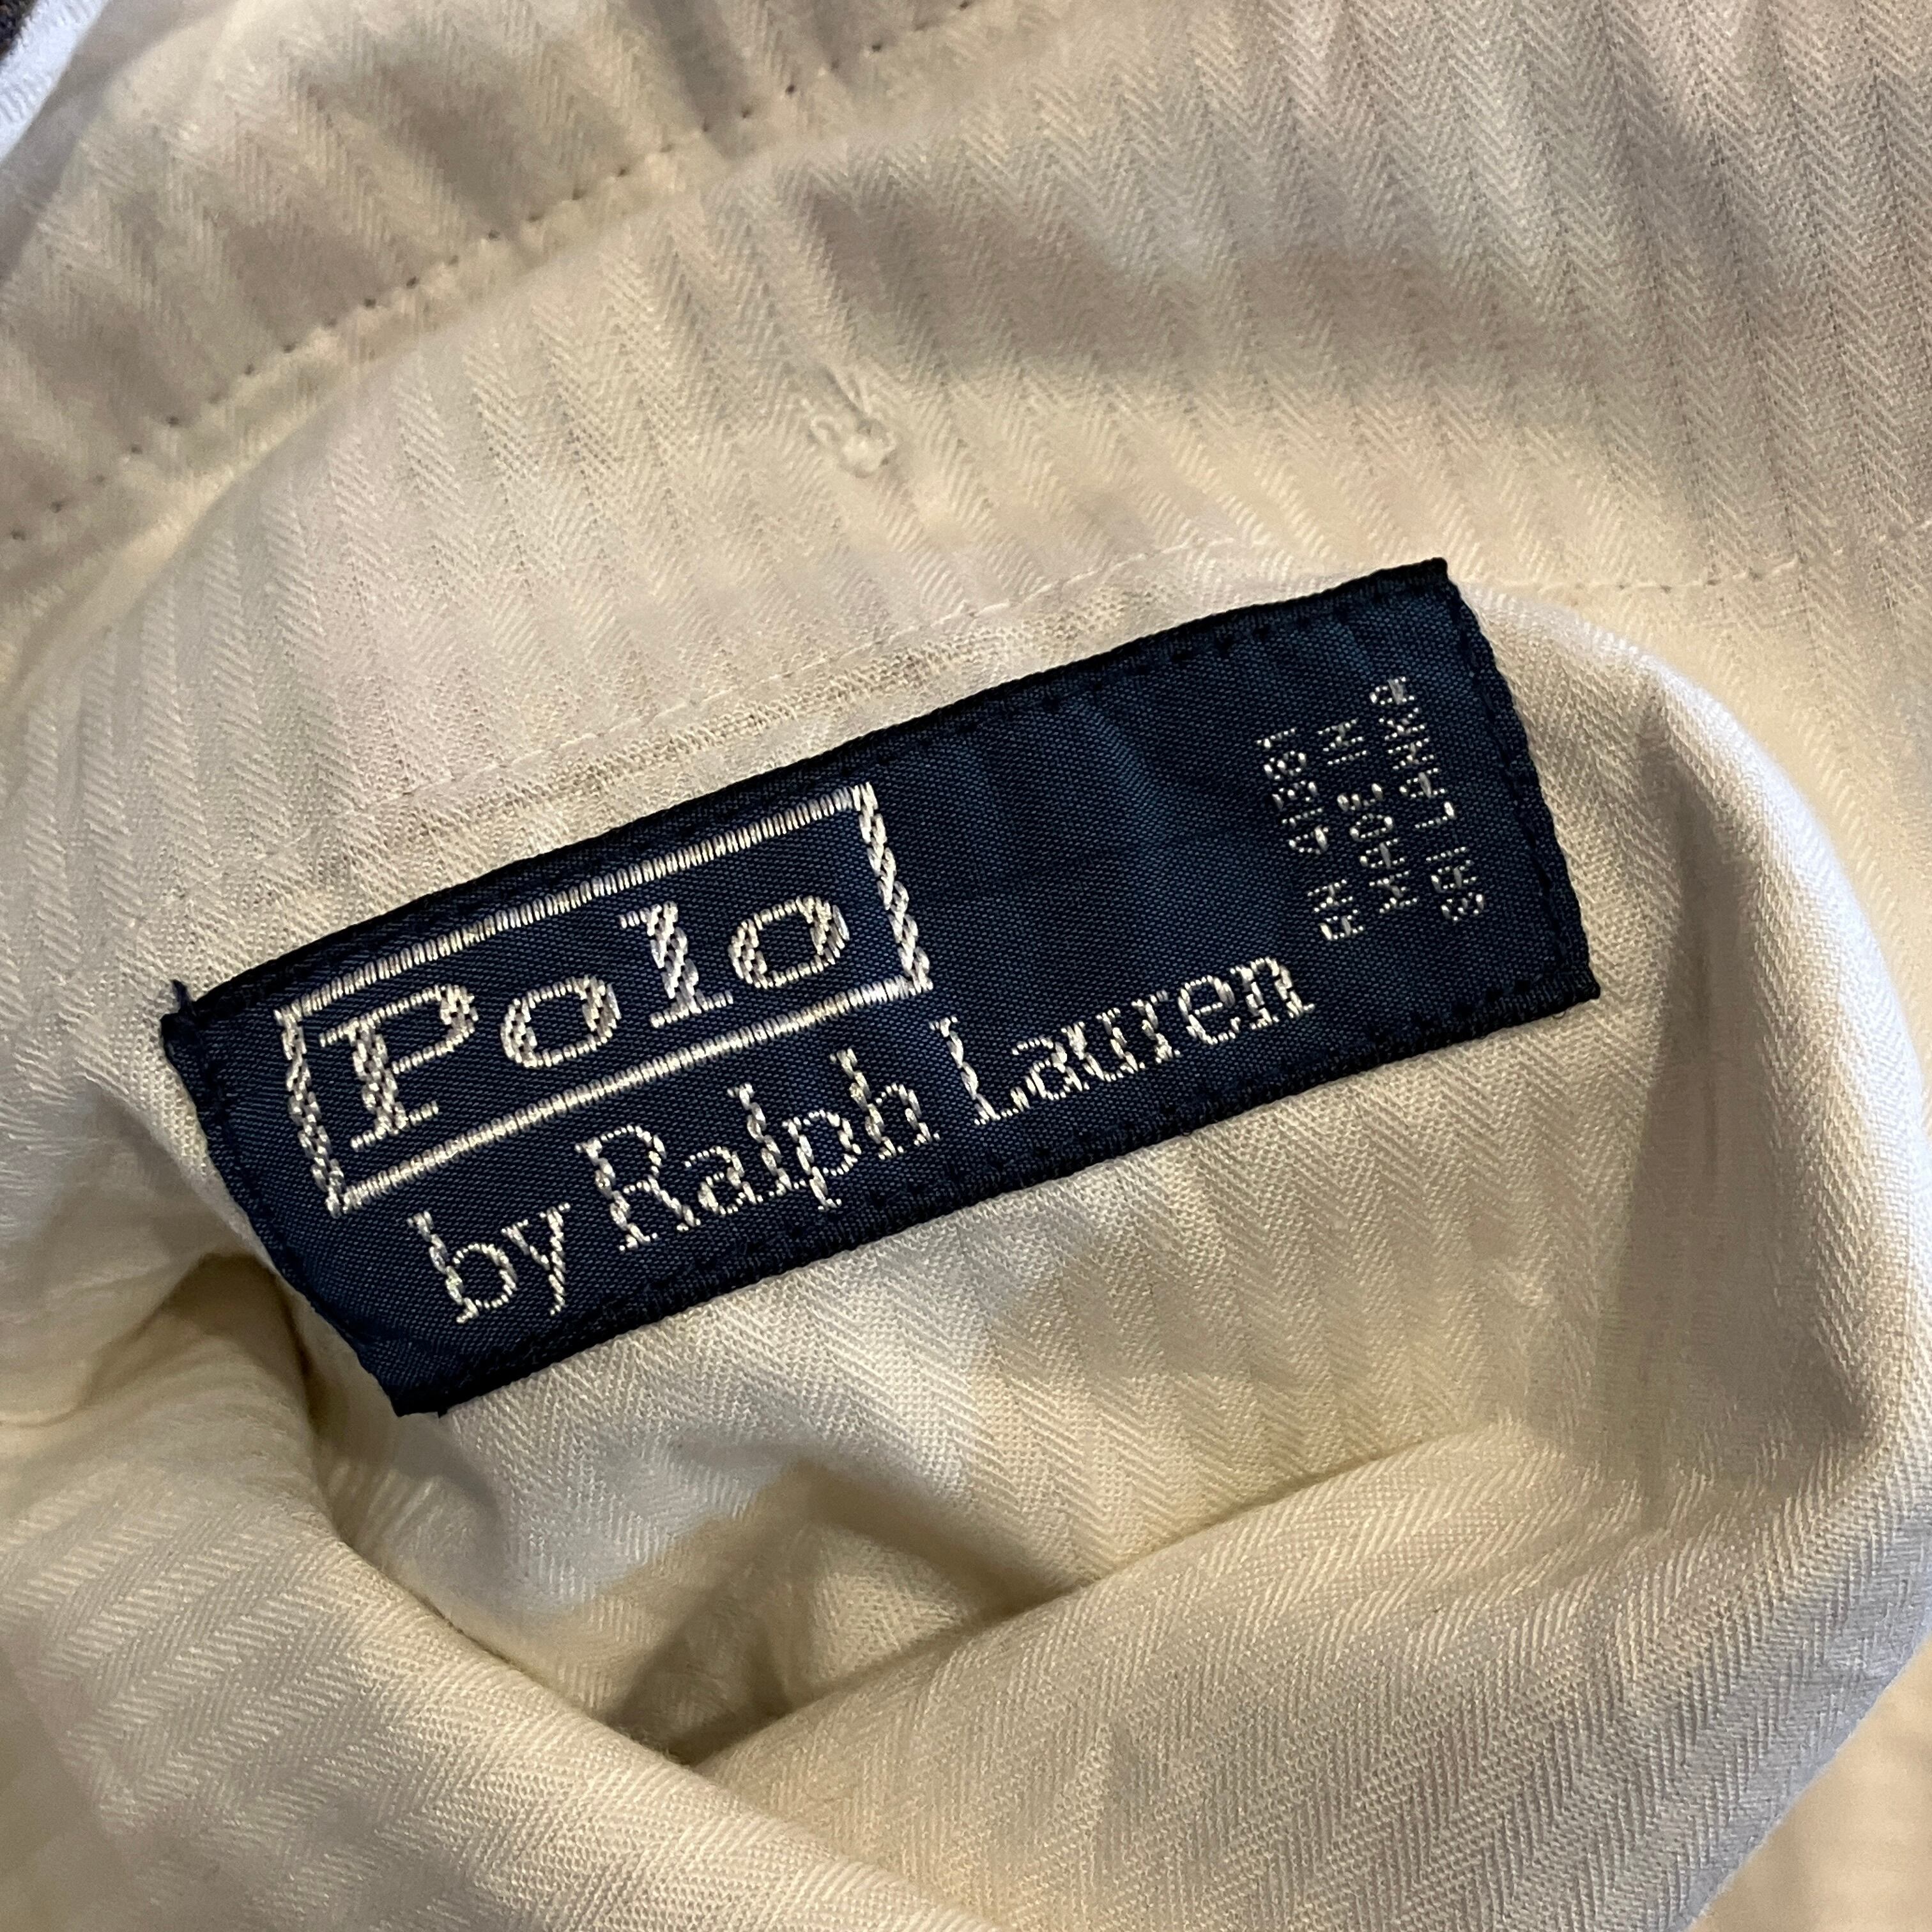 Polo
by Ralph Lauren
RN 41381
MADE IN
SRI LANKA